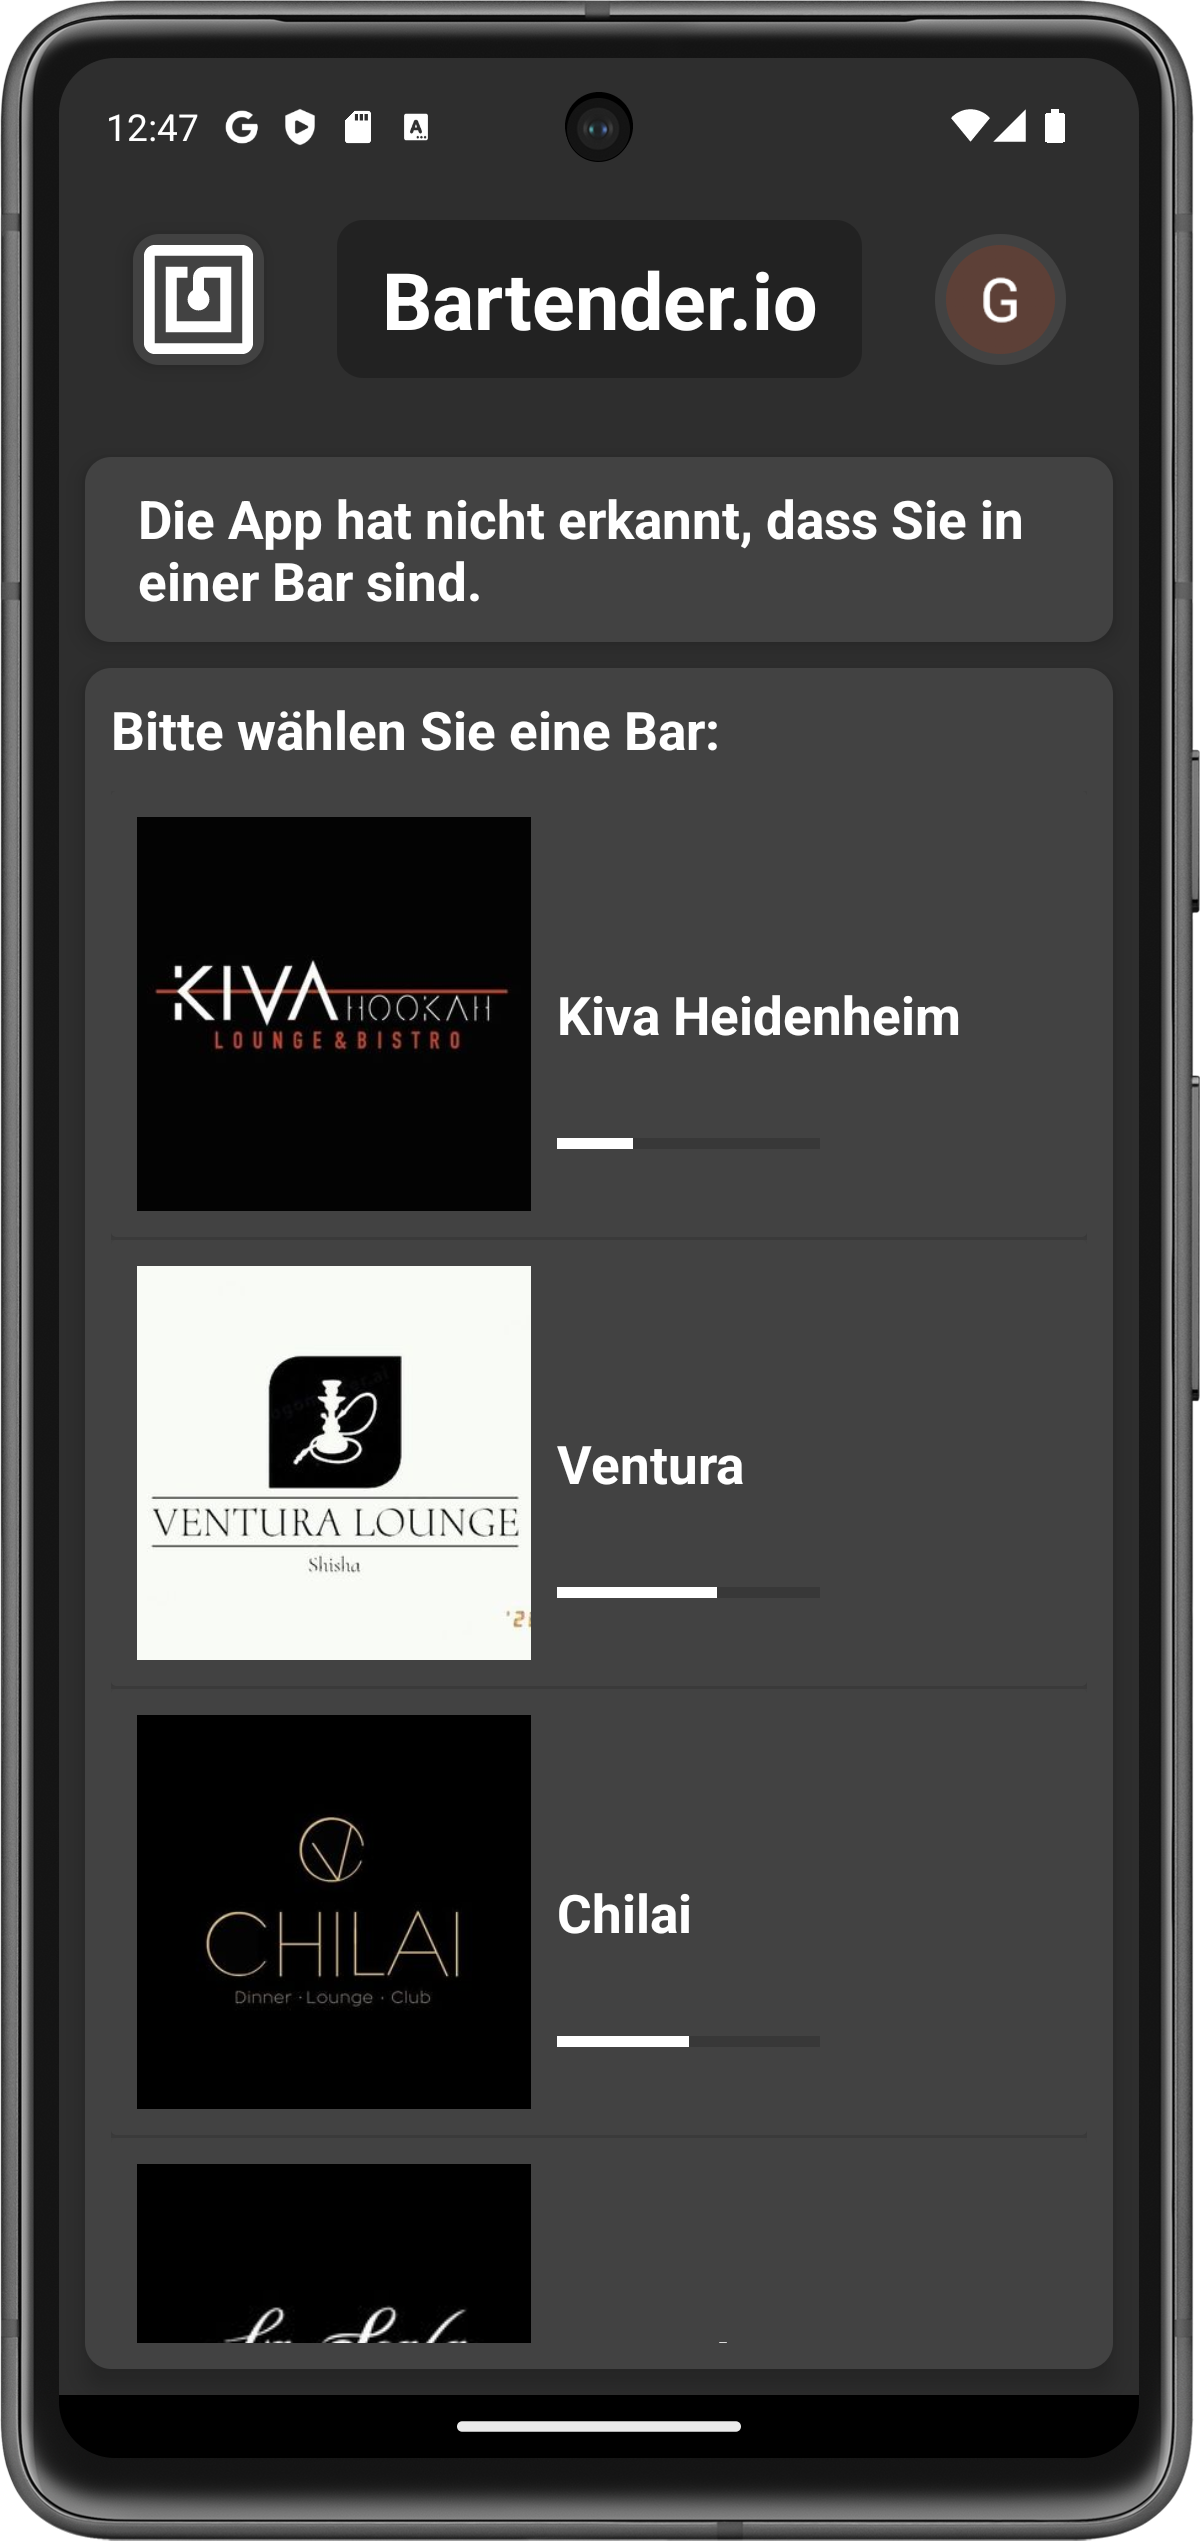 12:47
Bartender.io
G
Die App hat nicht erkannt, dass Sie in
einer Bar sind.
Bitte wählen Sie eine Bar:
KIVA HOOKAH
LOUNGE & BISTRO
Kiva Heidenheim
VENTURA LOUNGE
Shisha
Ventura
CHILAI
Dinner · Lounge · Club
Chilai